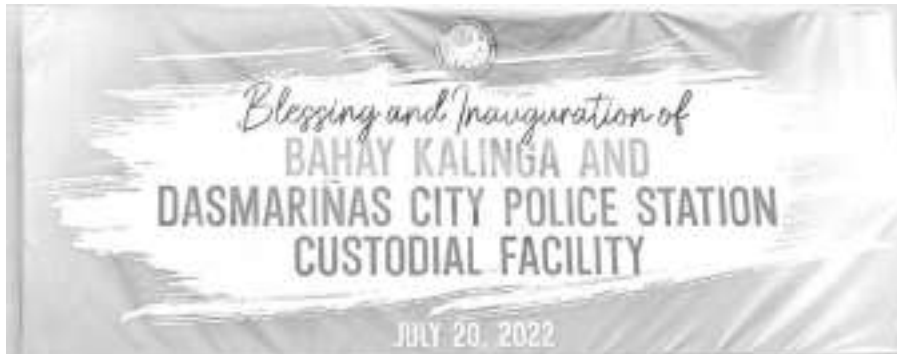 Blessing and Inauguration of
BAHAY KALINGA AND
DASMARIÑAS CITY POLICE STATION
CUSTODIAL FACILITY
JULY 20, 2022